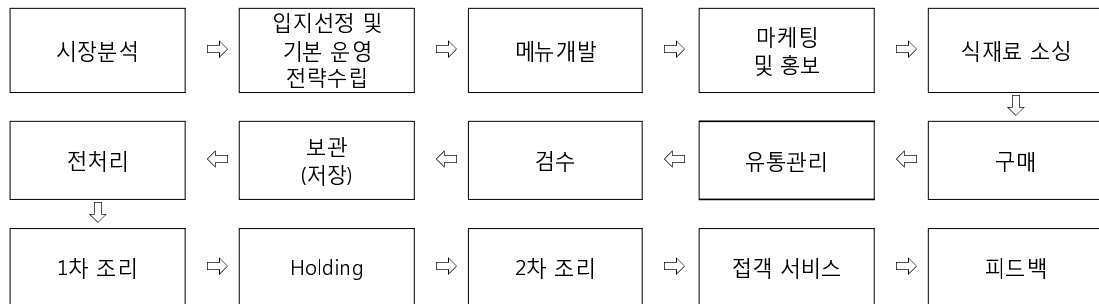 시장분석
입지선정 및
기본 운영
전략수립
메뉴개발
마케팅
및 홍보
식재료 소싱
전처리
보관
(저장)
검수
유통관리
구매
1차 조리
Holding
2차 조리
접객 서비스
피드백